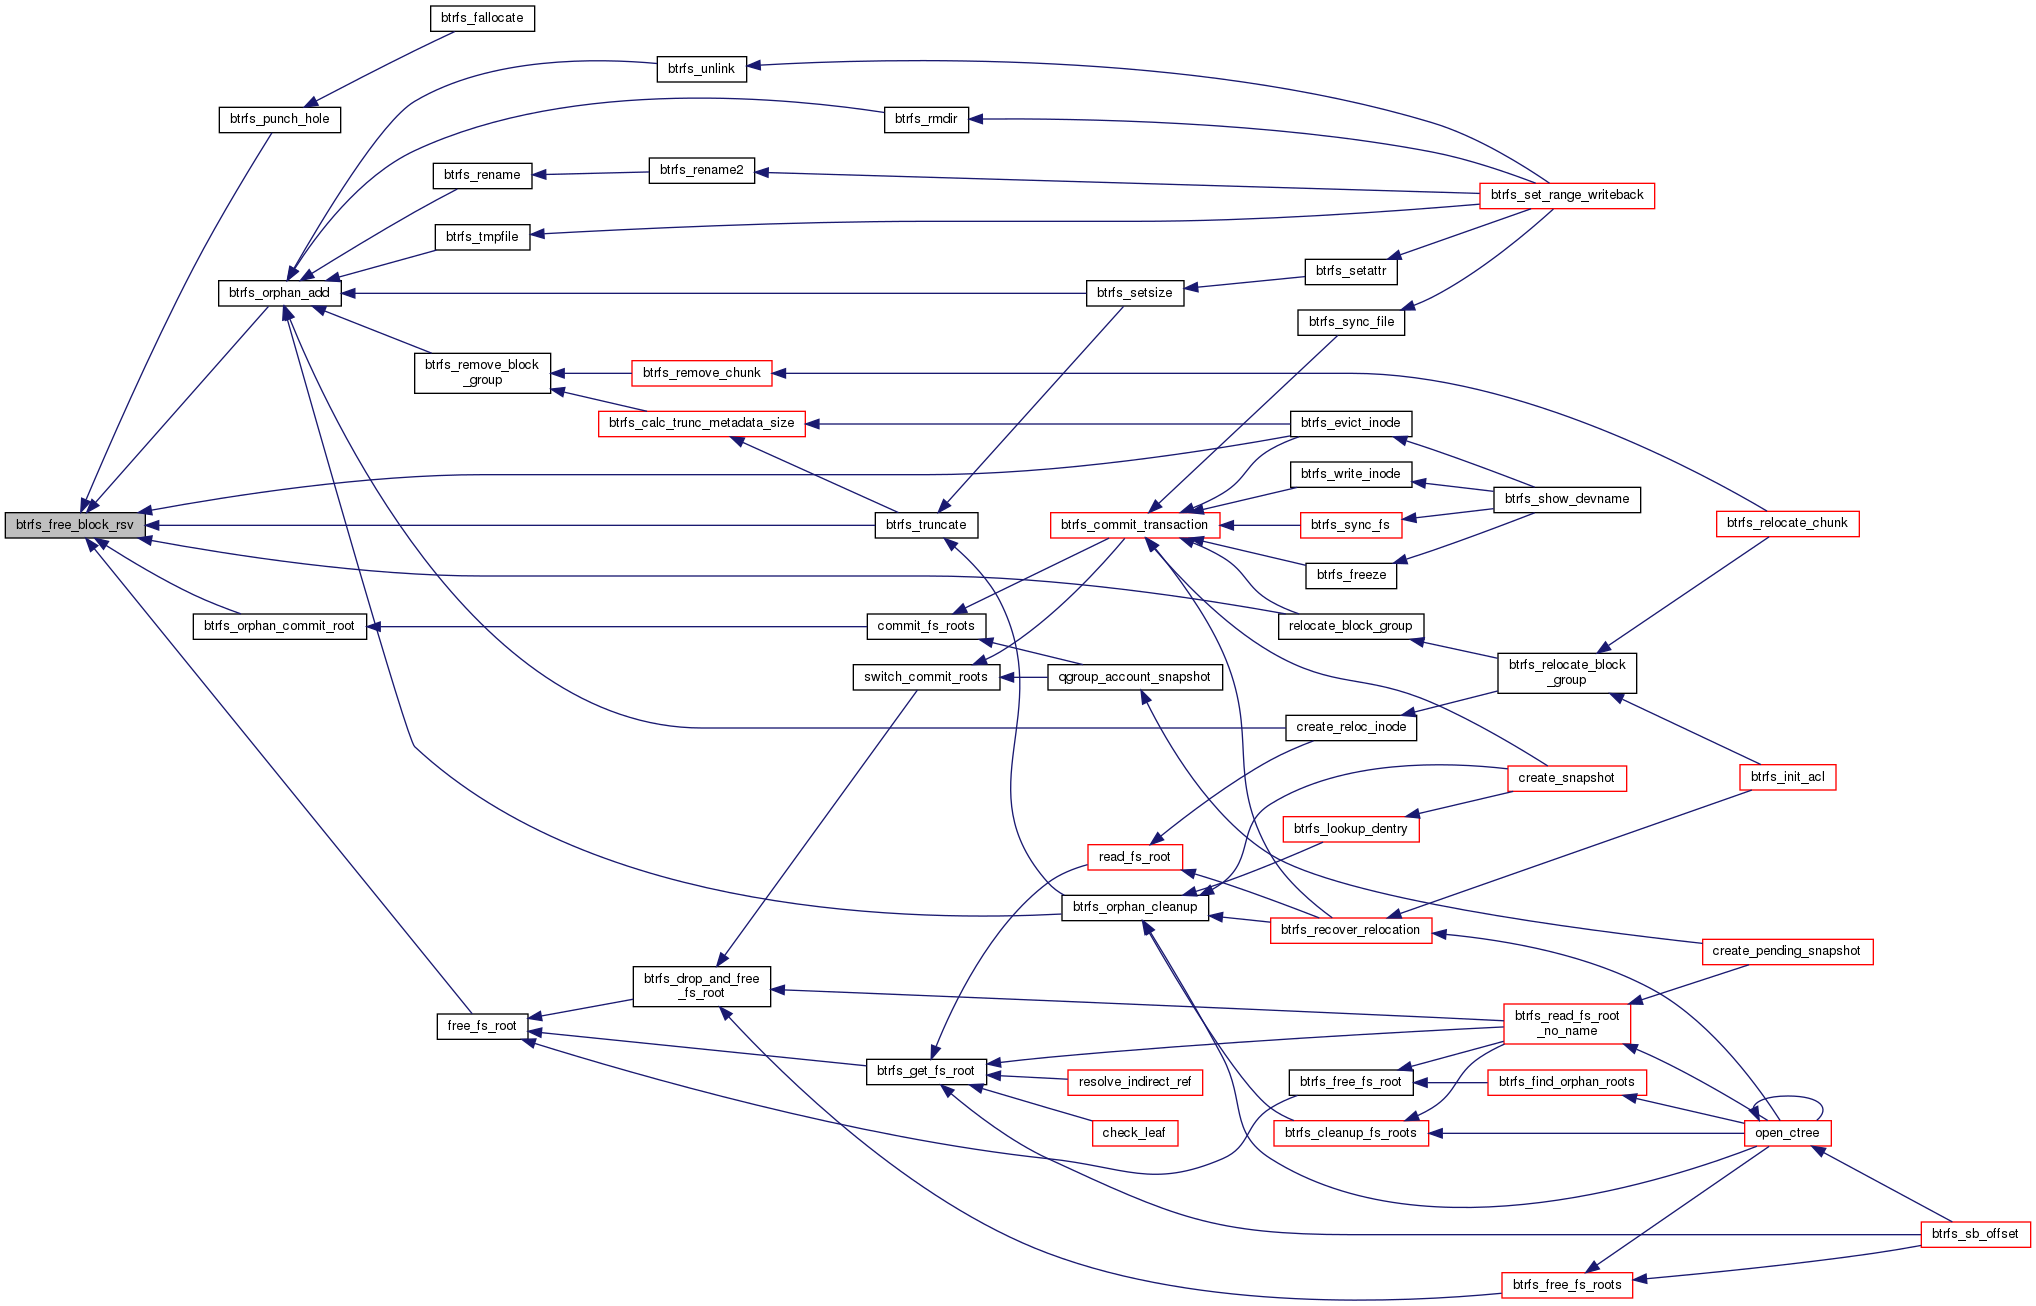 btrfs_fallocate
btrfs_unlink
btrfs_punch_hole
btrfs_rmdir
btrfs_rename
btrfs_rename2
btrfs_set_range_writeback
btrfs_tmpfile
btrfs_setattr
btrfs_orphan_add
btrfs_setsize
btrfs_sync_file
btrfs_remove_block
_group
btrfs_remove_chunk
btrfs_calc_trunc_metadata_size
btrfs_evict_inode
btrfs_write_inode
btrfs_show_devname
btrfs_free_block_rsv
btrfs_truncate
btrfs_commit_transaction
btrfs_sync_fs
btrfs_relocate_chunk
btrfs_freeze
btrfs_orphan_commit_root
commit_fs_roots
relocate_block_group
switch_commit_roots
qgroup_account_snapshot
btrfs_relocate_block
_group
create_reloc_inode
create_snapshot
btrfs_init_acl
btrfs_lookup_dentry
read_fs_root
btrfs_orphan_cleanup
btrfs_recover_relocation
create_pending_snapshot
btrfs_drop_and_free
_fs_root
free_fs_root
btrfs_read_fs_root
_no_name
btrfs_get_fs_root
resolve_indirect_ref
btrfs_free_fs_root
btrfs_find_orphan_roots
check_leaf
btrfs_cleanup_fs_roots
open_ctree
btrfs_sb_offset
btrfs_free_fs_roots